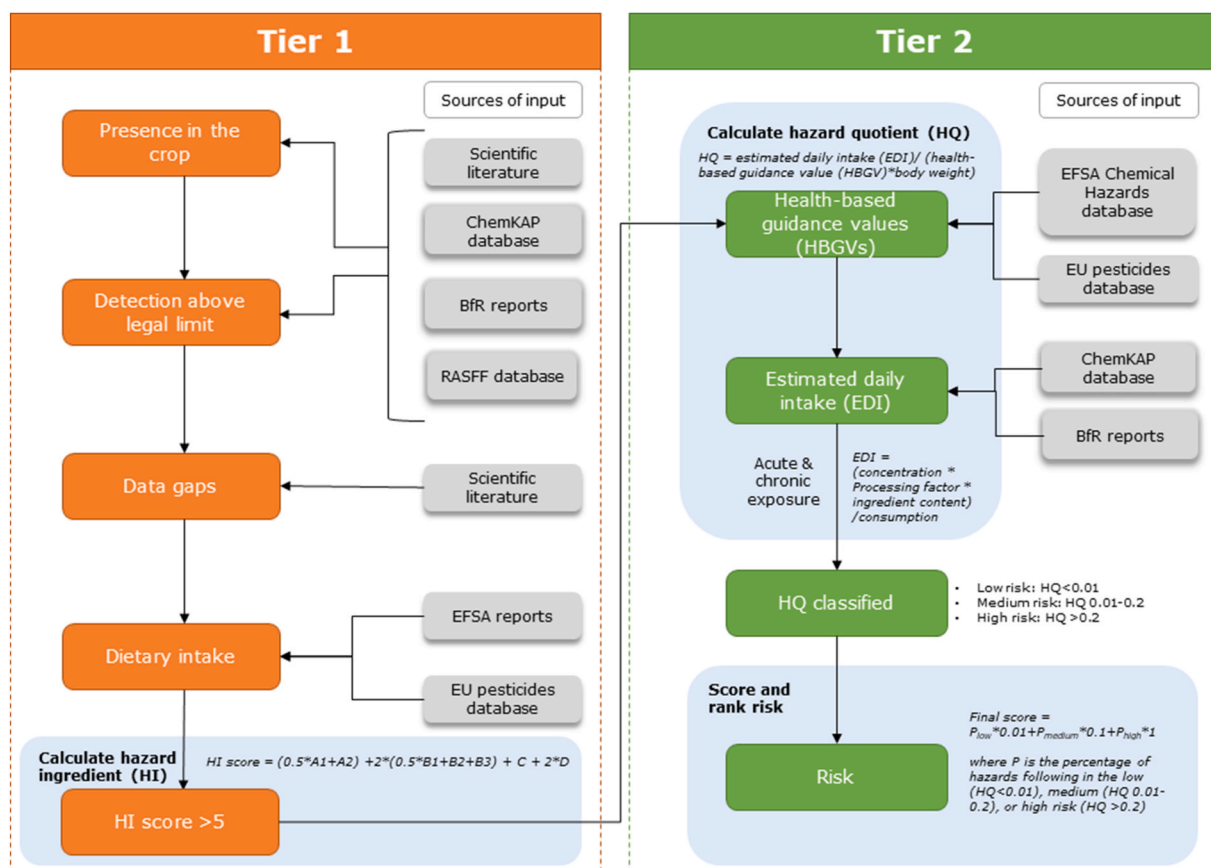 Tier 1
Sources of input
Presence in the
crop
Scientific
literature
ChemKAP
database
Detection above
legal limit
BfR reports
RASFF database
Data gaps
Scientific
literature
EFSA reports
Dietary intake
EU pesticides
database
Calculate hazard
ingredient (HI)
HI score = (0.5*A1+A2) +2*(0.5*B1+B2+B3) + C + 2*D
HI score >5
Tier 2
Sources of input
Calculate hazard quotient (HQ)
HQ = estimated daily intake (EDI)/ (health-
based guidance value (HBGV)*body weight)
EFSA Chemical
Hazards
database
Health-based
guidance values
(HBGVs)
EU pesticides
database
ChemKAP
database
Estimated daily
intake (EDI)
BfR reports
Acute &
chronic
exposure
EDI =
(concentration *
Processing factor *
ingredient content)
/consumption
HQ classified
• Low risk: HQ<0.01
• Medium risk: HQ 0.01-0.2
• High risk: HQ >0.2
Score and
rank risk
Final score =
Plow*0.01+Pmedium*0.1+Phigh*1
Risk
where P is the percentage of
hazards following in the low
(HQ<0.01), medium (HQ 0.01-
0.2), or high risk (HQ >0.2)